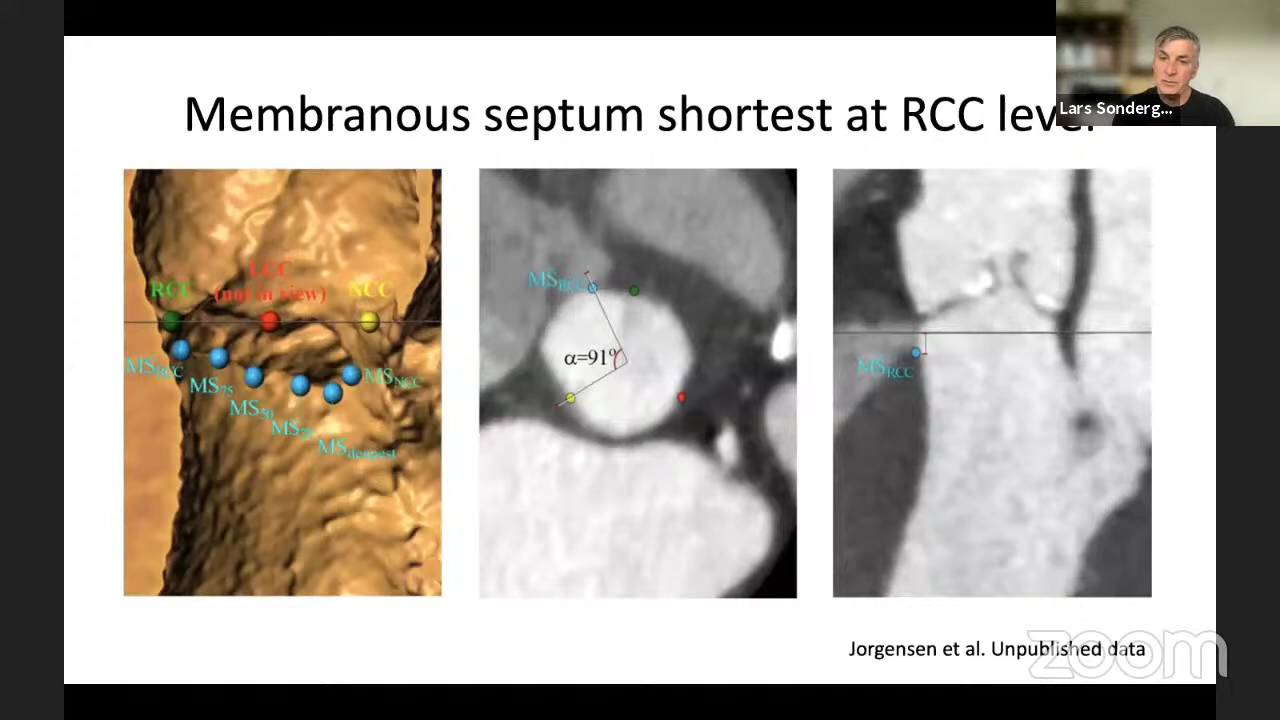 Lars Sonderg...
Membranous septum shortest at RCC level
LCC
RCC (not in view) NCC
MSRCC
MS75
MS50
MS25
MSdeepest
MSNCC
MSRCC
α=91°
MSRCC
Jorgensen et al. Unpublished data
zoom